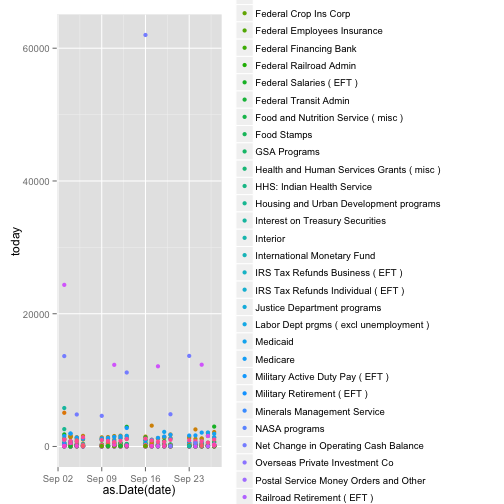 60000
40000
20000
0
today
Sep 02 Sep 09 Sep 16 Sep 23
as.Date(date)
Federal Crop Ins Corp
Federal Employees Insurance
Federal Financing Bank
Federal Railroad Admin
Federal Salaries ( EFT )
Federal Transit Admin
Food and Nutrition Service ( misc )
Food Stamps
GSA Programs
Health and Human Services Grants ( misc )
HHS: Indian Health Service
Housing and Urban Development programs
Interest on Treasury Securities
Interior
International Monetary Fund
IRS Tax Refunds Business ( EFT )
IRS Tax Refunds Individual ( EFT )
Justice Department programs
Labor Dept prgms ( excl unemployment )
Medicaid
Medicare
Military Active Duty Pay ( EFT )
Military Retirement ( EFT )
Minerals Management Service
NASA programs
Net Change in Operating Cash Balance
Overseas Private Investment Co
Postal Service Money Orders and Other
Railroad Retirement ( EFT )